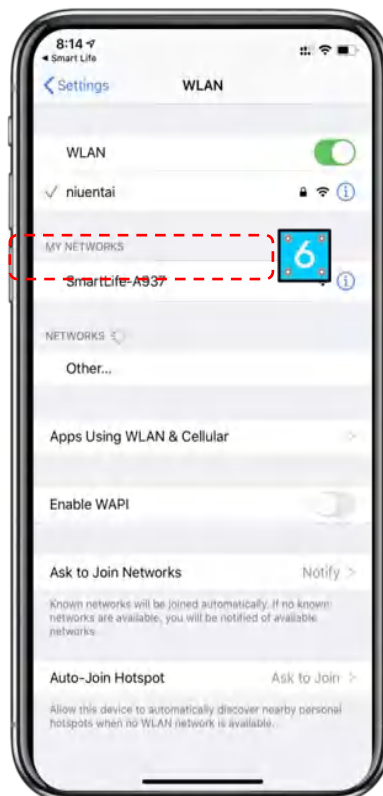 8:14
Smart Life
Settings
WLAN
WLAN
niuentai
MY NETWORKS
6
SmartLife-A937
NETWORKS
Other...
Apps Using WLAN & Cellular
Enable WAPI
Ask to Join Networks
Notify
Known networks will be joined automatically. If no known
networks are available, you will be notified of available
networks.
Auto-Join Hotspot
Ask to Join
Allow this device to automatically discover nearby personal
hotspots when no WLAN network is available.